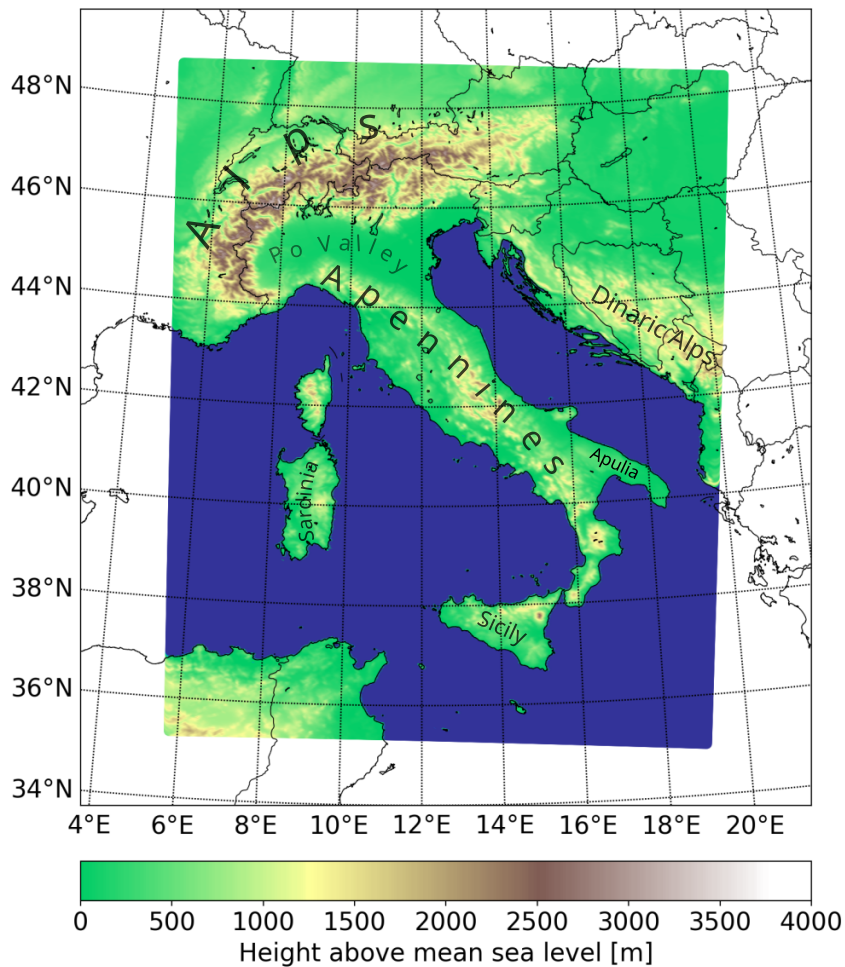 48°N
46°N
44°N
42°N
40°N
38°N
36°N
34°N
Alps
Po Valley
Apennines
Dinaric Alps
Apulia
Sardinia
Sicily
4°E 6°E 8°E 10°E 12°E 14°E 16°E 18°E 20°E
0 500 1000 1500 2000 2500 3000 3500 4000
Height above mean sea level [m]